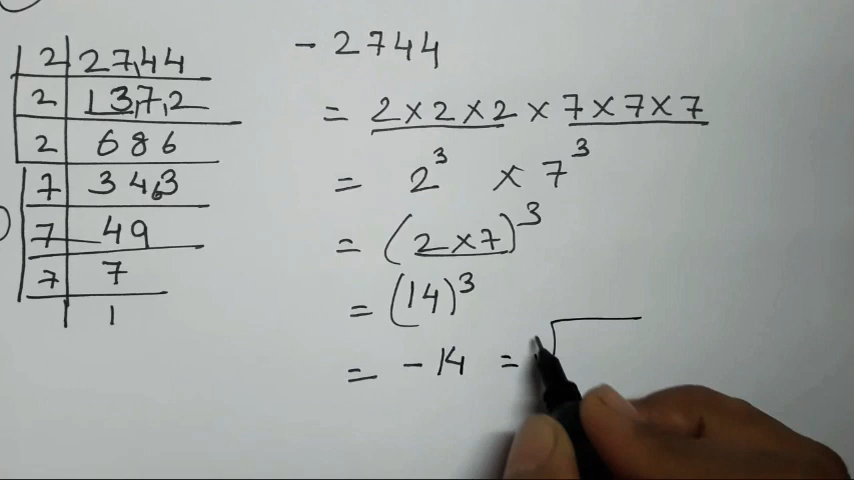 2 | 2744
2 | 1372
2 | 686
7 | 343
7 | 49
7 | 7
| 1
- 2744
= 2 × 2 × 2 × 7 × 7 × 7
= 2³ × 7³
= (2 × 7)³
= (14)³
= - 14 = √